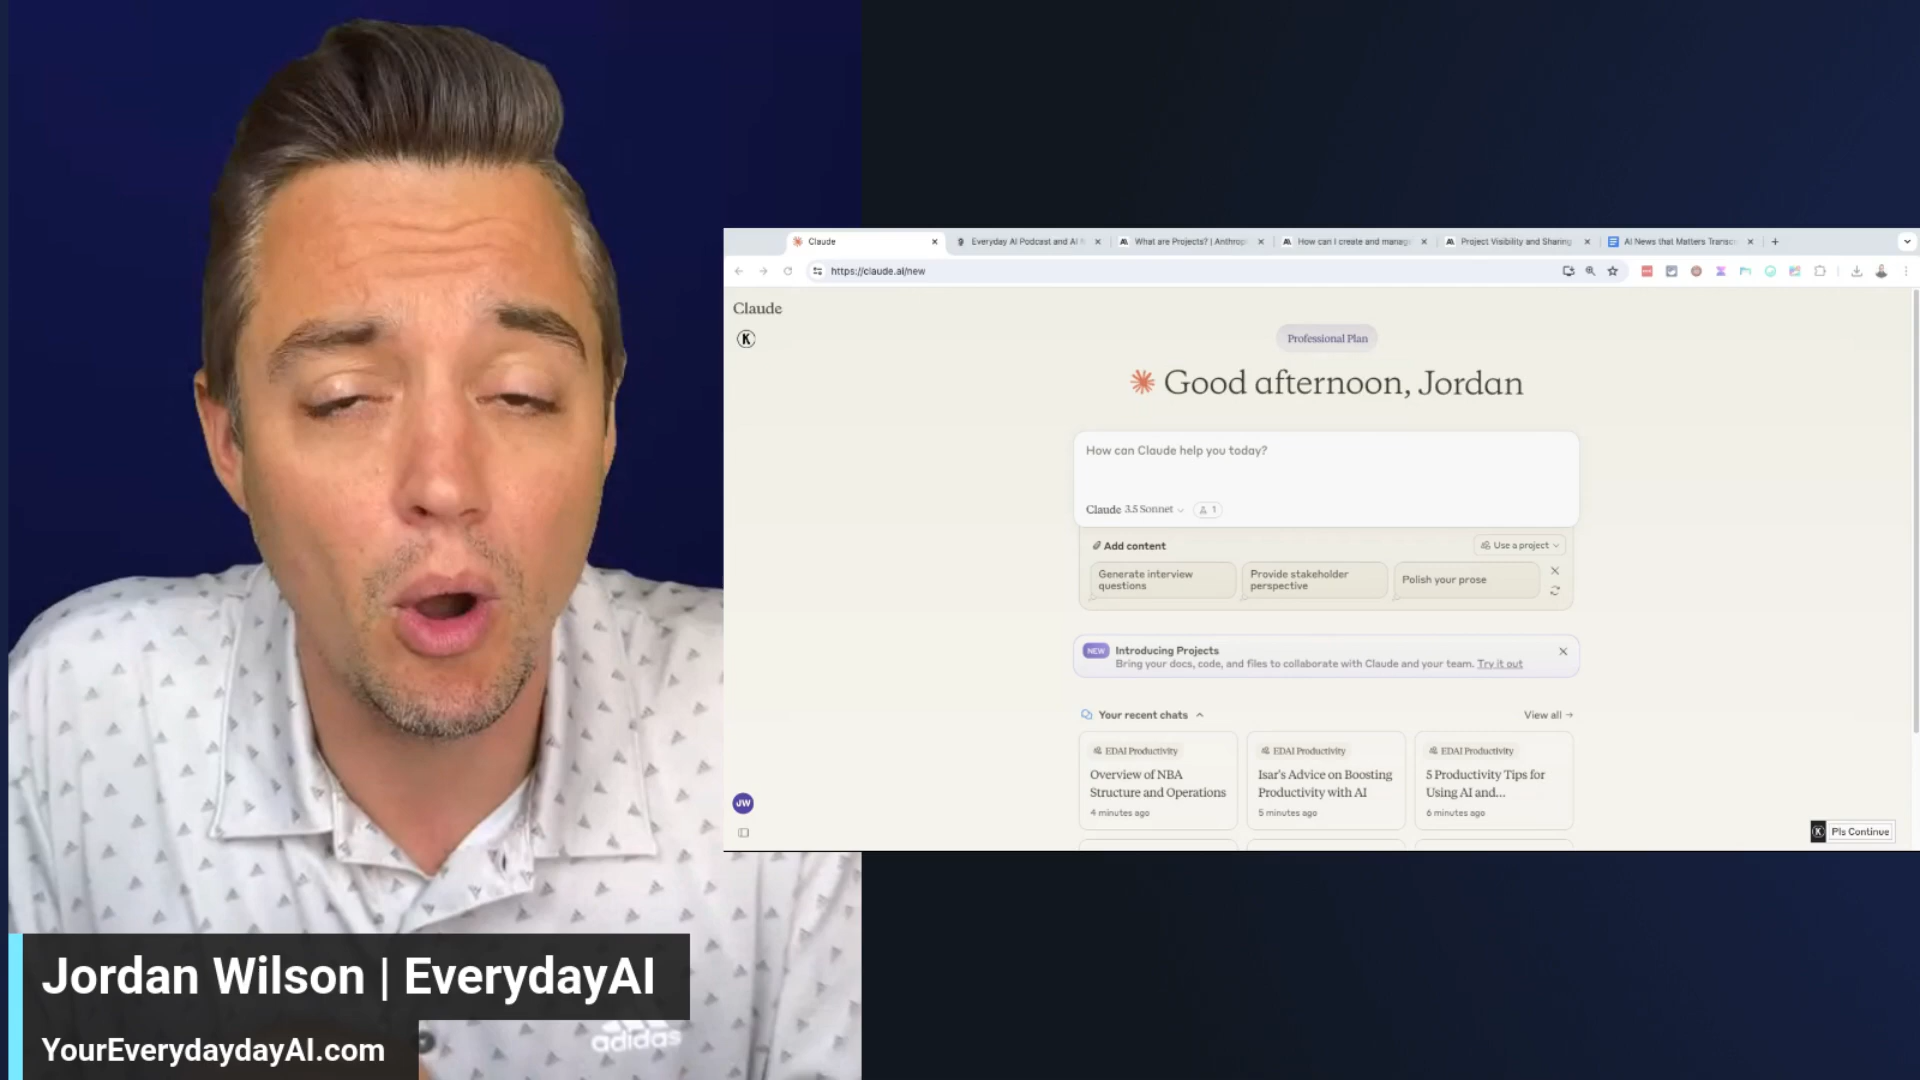 Claude
Everyday AI Podcast and AI
What are Projects? | Anthrop
How can I create and manag
Project Visibility and Sharing
AI News that Matters Transc
https://claude.ai/new
Claude
K
Professional Plan
Good afternoon, Jordan
How can Claude help you today?
Claude 3.5 Sonnet
1
Add content
Use a project
Generate interview
questions
Provide stakeholder
perspective
Polish your prose
NEW
Introducing Projects
Bring your docs, code, and files to collaborate with Claude and your team. Try it out
Your recent chats
View all →
EDAI Productivity
Overview of NBA
Structure and Operations
4 minutes ago
EDAI Productivity
Isar's Advice on Boosting
Productivity with AI
5 minutes ago
EDAI Productivity
5 Productivity Tips for
Using AI and...
6 minutes ago
JW
K Pls Continue
Jordan Wilson | EverydayAI
YourEverydaydayAI.com
adidas